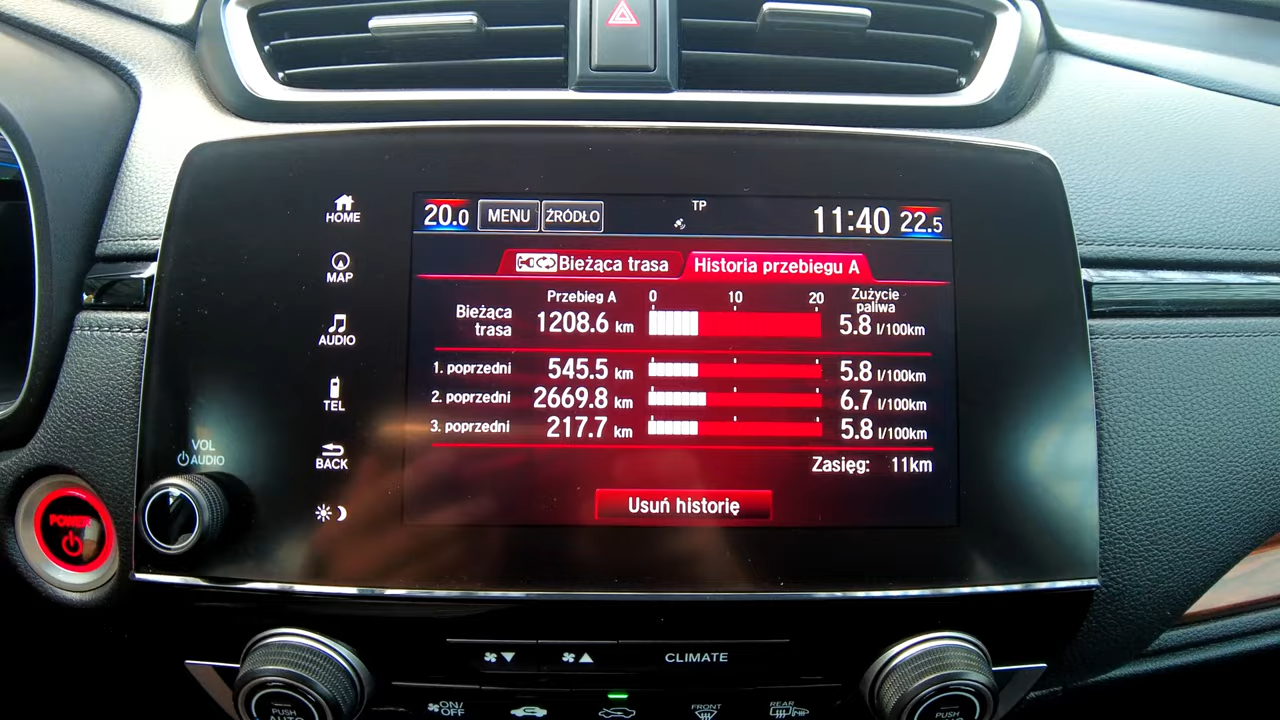 HOME
MAP
AUDIO
TEL
BACK
VOL
AUDIO
POWER
20.0 MENU ŹRÓDŁO TP 11:40 22.5
Bieżąca trasa Historia przebiegu A
Przebieg A 0 10 20 Zużycie paliwa
Bieżąca trasa 1208.6 km 5.8 l/100km
1. poprzedni 545.5 km 5.8 l/100km
2. poprzedni 2669.8 km 6.7 l/100km
3. poprzedni 217.7 km 5.8 l/100km
Zasięg: 11km
Usuń historię
CLIMATE
PUSH
AUTO
ON/OFF
FRONT
REAR
PUSH